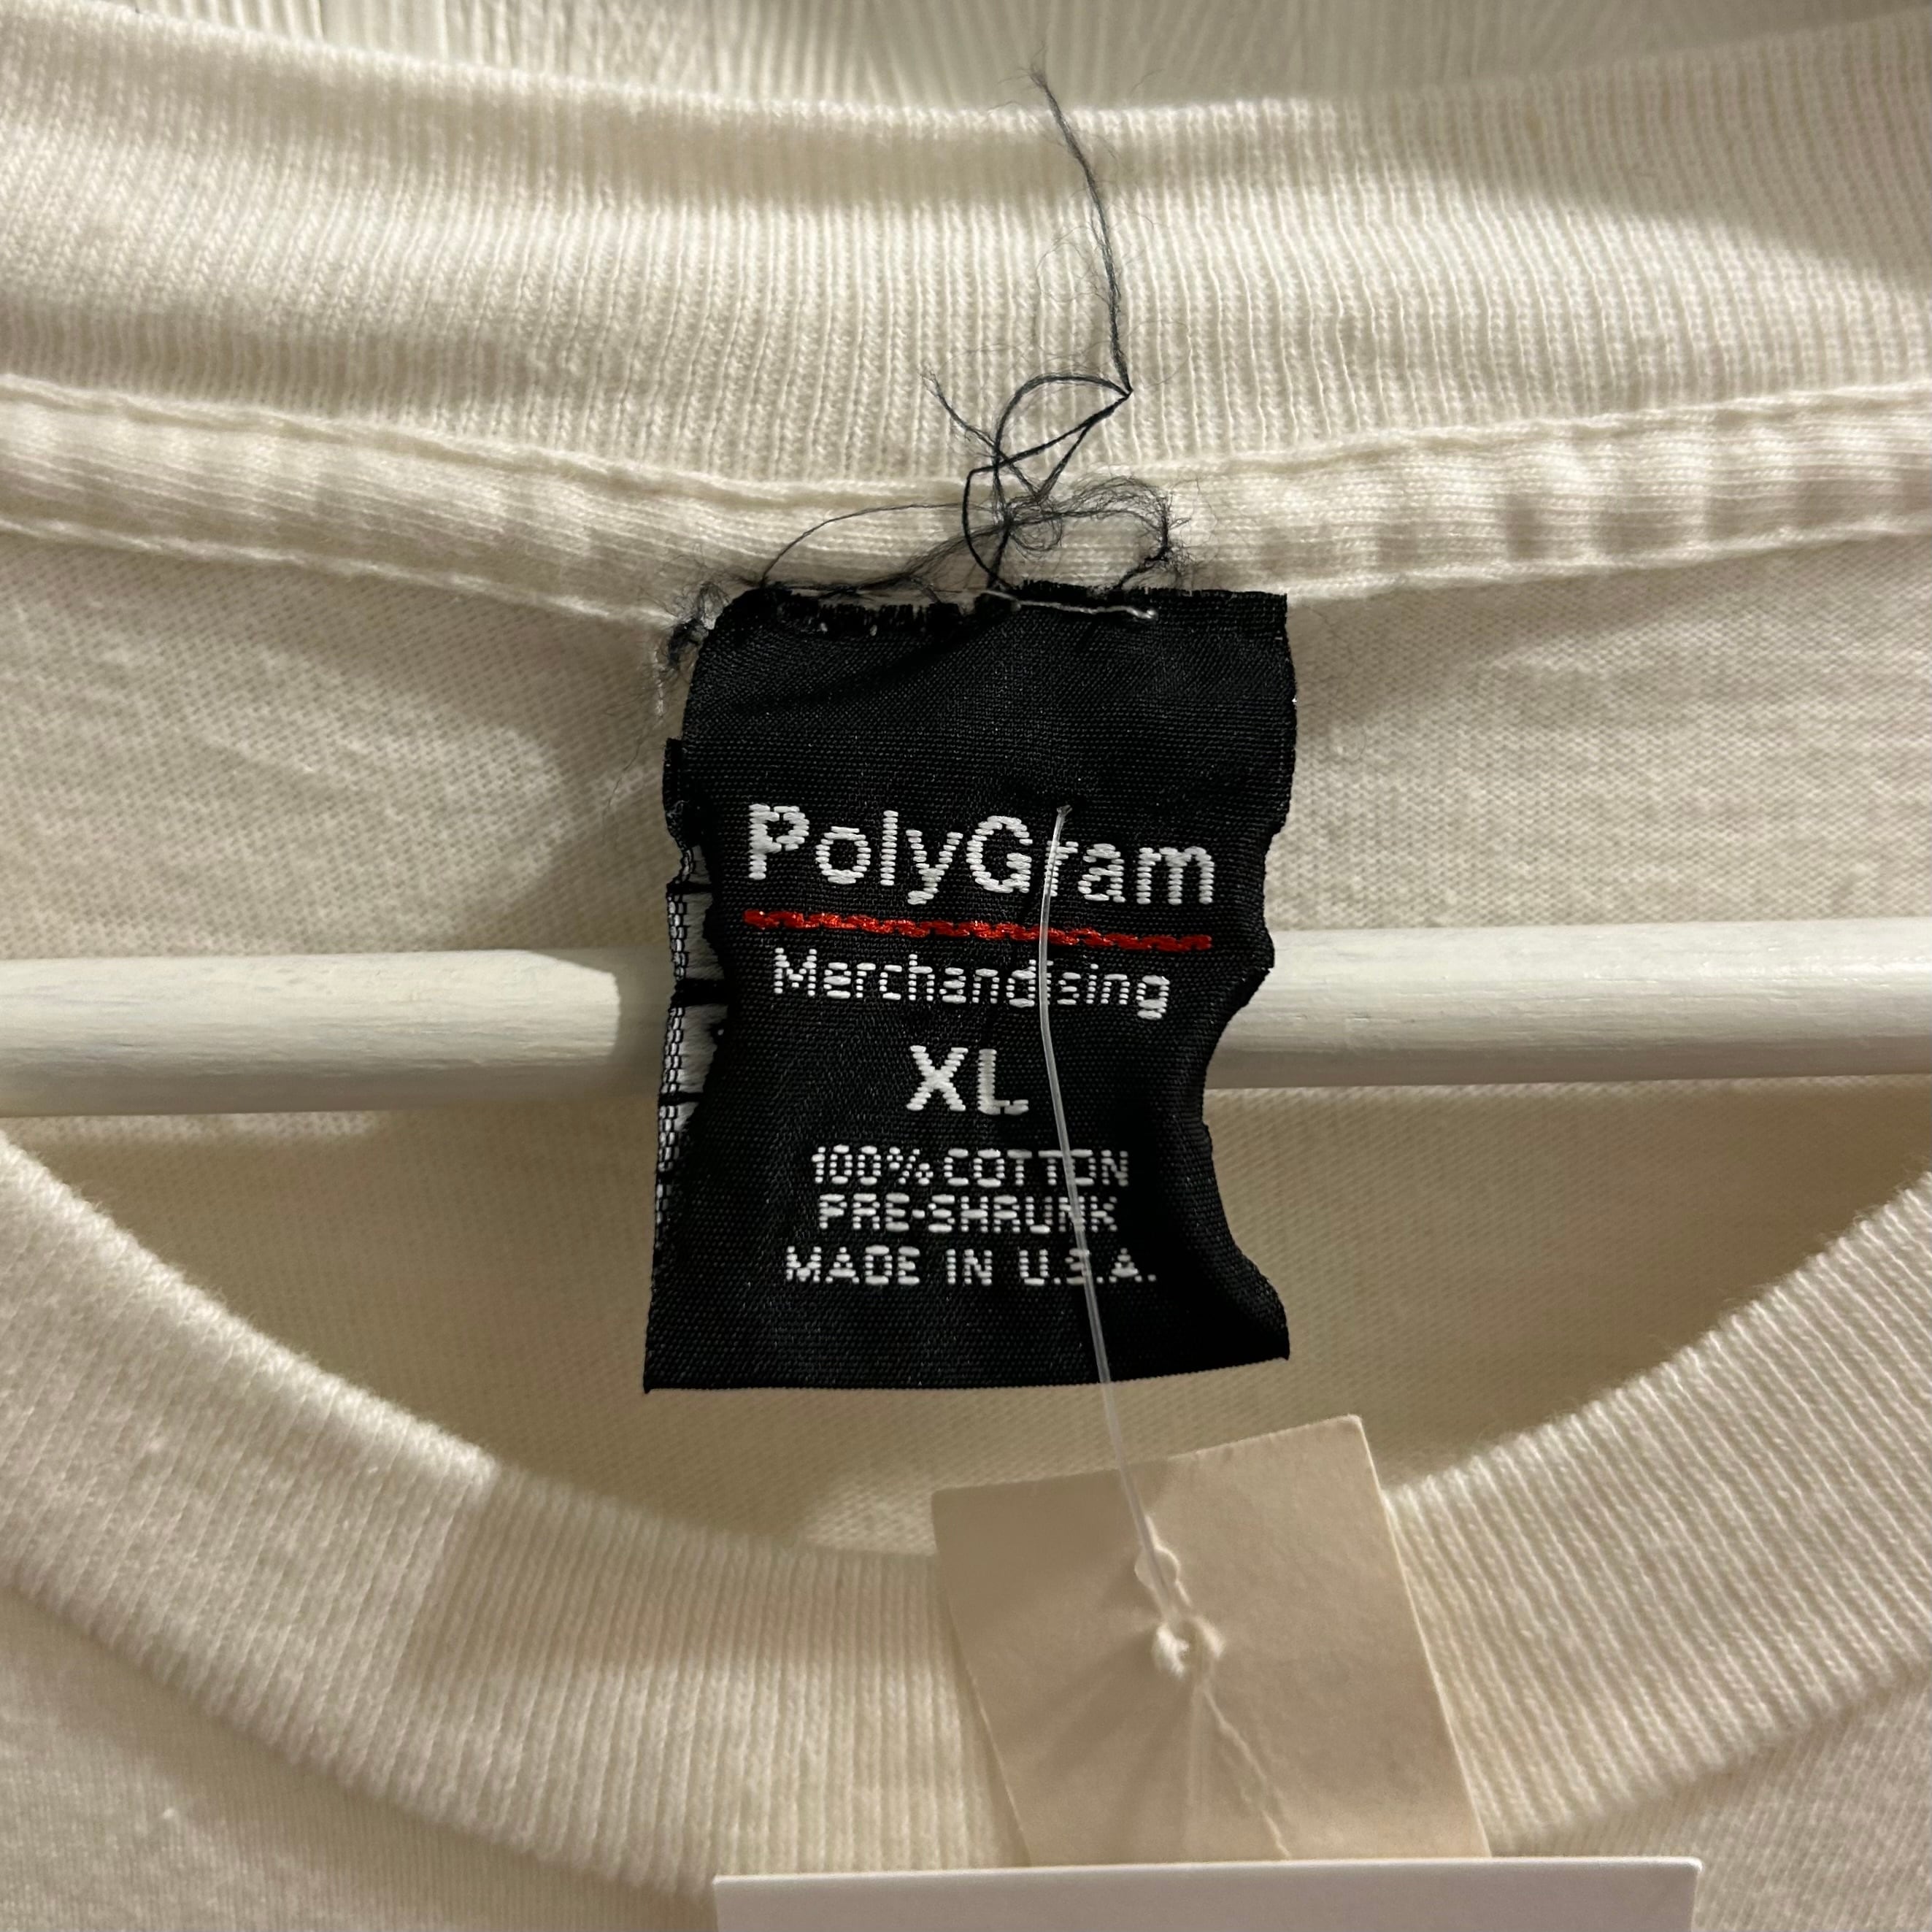 PolyGram
Merchandising
XL
100% COTTON
PRE-SHRUNK
MADE IN U.S.A.